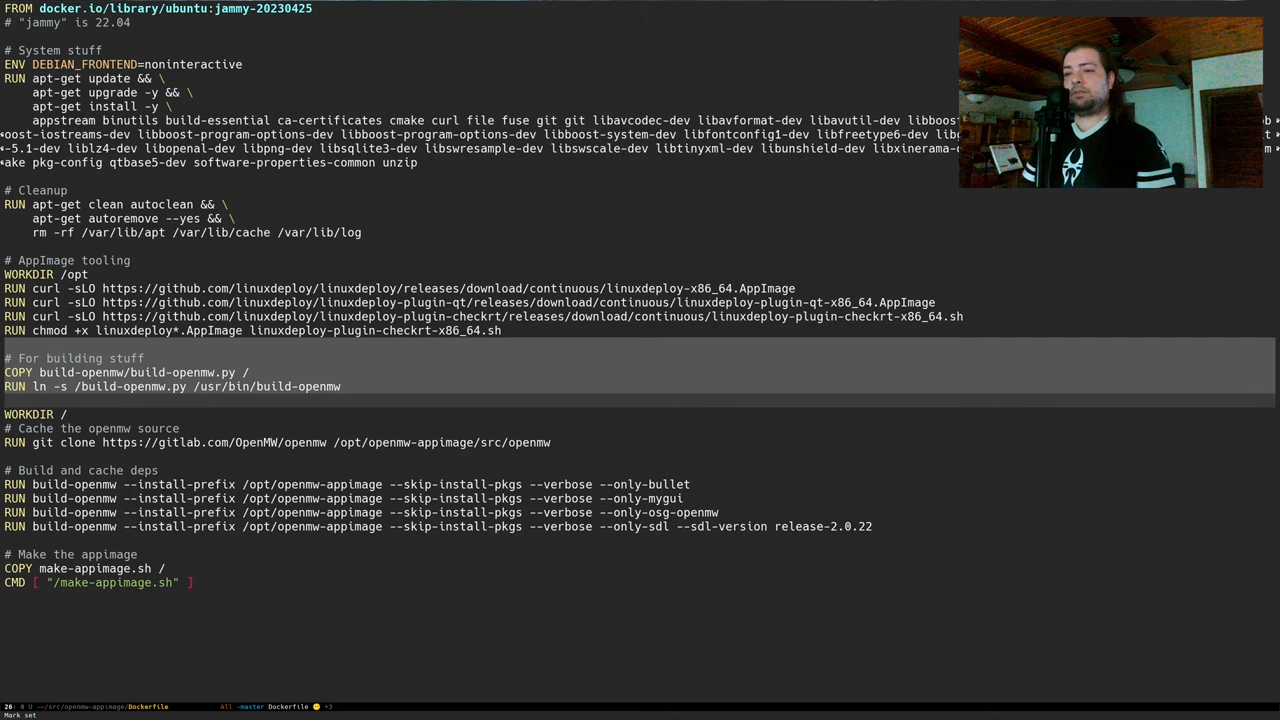 FROM docker.io/library/ubuntu:jammy-20230425
# "jammy" is 22.04
# System stuff
ENV DEBIAN_FRONTEND=noninteractive
RUN apt-get update && \
apt-get upgrade -y && \
apt-get install -y \
appstream binutils build-essential ca-certificates cmake curl file fuse git git libavcodec-dev libavformat-dev libavutil-dev libboost b
oost-iostreams-dev libboost-program-options-dev libboost-program-options-dev libboost-system-dev libfontconfig1-dev libfreetype6-dev
-5.1-dev liblz4-dev libopenal-dev libpng-dev libsqlite3-dev libswresample-dev libswscale-dev libtinyxml-dev libunshield-dev libxinerama- m
ake pkg-config qtbase5-dev software-properties-common unzip
# Cleanup
RUN apt-get clean autoclean && \
apt-get autoremove --yes && \
rm -rf /var/lib/apt /var/lib/cache /var/lib/log
# AppImage tooling
WORKDIR /opt
RUN curl -sLO https://github.com/linuxdeploy/linuxdeploy/releases/download/continuous/linuxdeploy-x86_64.AppImage
RUN curl -sLO https://github.com/linuxdeploy/linuxdeploy-plugin-qt/releases/download/continuous/linuxdeploy-plugin-qt-x86_64.AppImage
RUN curl -sLO https://github.com/linuxdeploy/linuxdeploy-plugin-checkrt/releases/download/continuous/linuxdeploy-plugin-checkrt-x86_64.sh
RUN chmod +x linuxdeploy*.AppImage linuxdeploy-plugin-checkrt-x86_64.sh
# For building stuff
COPY build-openmw/build-openmw.py /
RUN ln -s /build-openmw.py /usr/bin/build-openmw
WORKDIR /
# Cache the openmw source
RUN git clone https://gitlab.com/OpenMW/openmw /opt/openmw-appimage/src/openmw
# Build and cache deps
RUN build-openmw --install-prefix /opt/openmw-appimage --skip-install-pkgs --verbose --only-bullet
RUN build-openmw --install-prefix /opt/openmw-appimage --skip-install-pkgs --verbose --only-mygui
RUN build-openmw --install-prefix /opt/openmw-appimage --skip-install-pkgs --verbose --only-osg-openmw
RUN build-openmw --install-prefix /opt/openmw-appimage --skip-install-pkgs --verbose --only-sdl --sdl-version release-2.0.22
# Make the appimage
COPY make-appimage.sh /
CMD [ "/make-appimage.sh" ]
26: U ~/src/openmw-appimage/Dockerfile All -master Dockerfile +3
Mark set